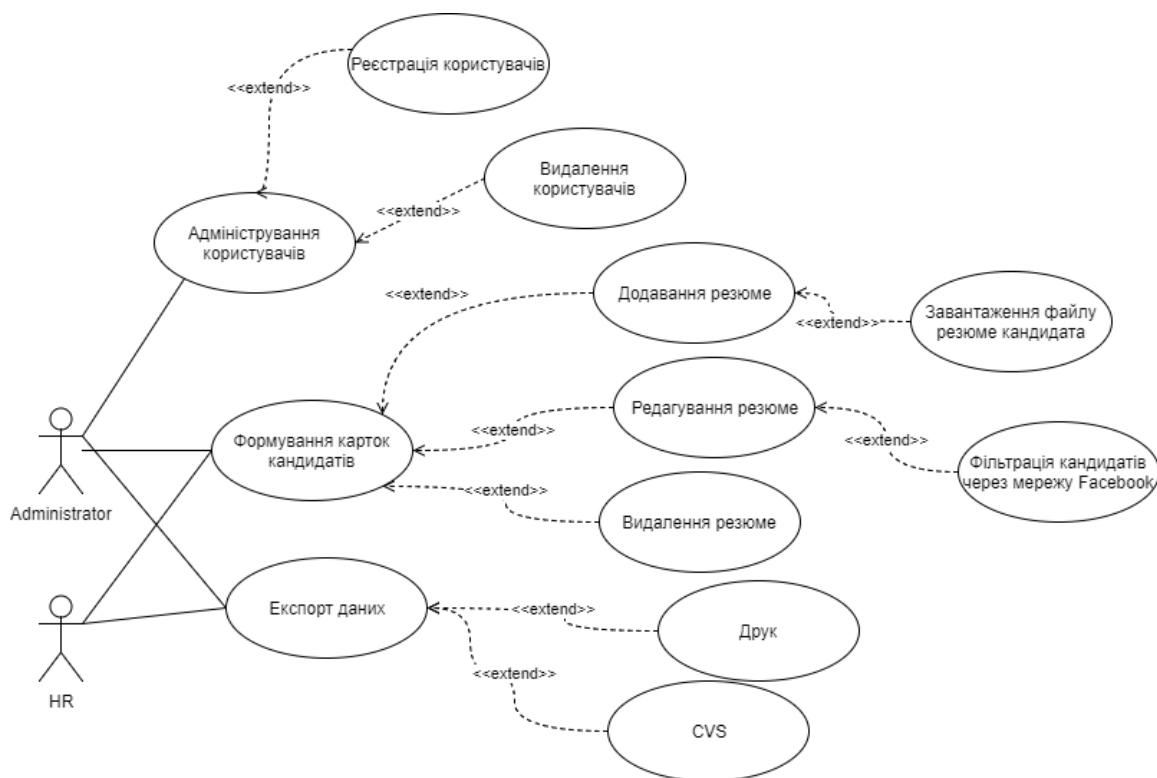 Реєстрація користувачів
<<extend>>
Видалення
користувачів
<<extend>>
Адміністрування
користувачів
<<extend>>
Додавання резюме
Завантаження файлу
резюме кандидата
<<extend>>
Редагування резюме
<<extend>>
<<extend>>
Формування карток
кандидатів
Фільтрація кандидатів
через мережу Facebook
<<extend>>
Видалення резюме
Administrator
Експорт даних
<<extend>>
Друк
<<extend>>
HR
CVS